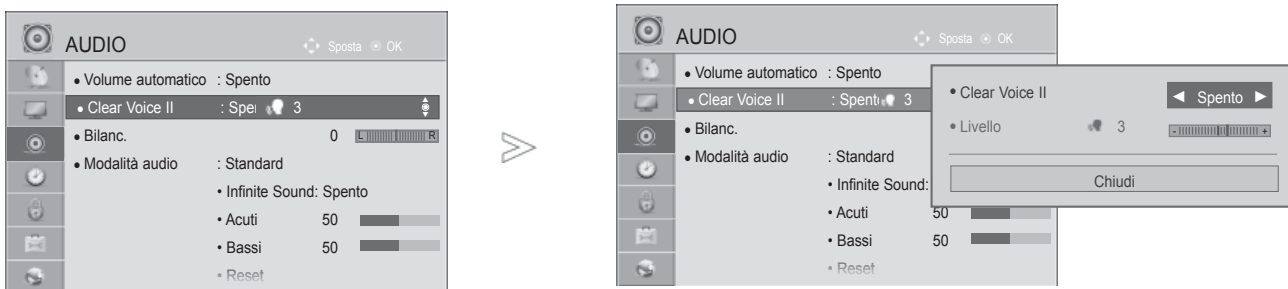 AUDIO
Sposta OK
• Volume automatico : Spento
• Clear Voice II : Spe 3
• Bilanc. 0 L R
• Modalità audio : Standard
• Infinite Sound: Spento
• Acuti 50
• Bassi 50
• Reset
AUDIO
Sposta OK
• Volume automatico : Spento
• Clear Voice II : Spent 3
• Bilanc.
• Modalità audio : Standard
• Infinite Sound:
• Acuti 50
• Bassi 50
• Reset
• Clear Voice II ◄ Spento ►
• Livello 3 - +
Chiudi